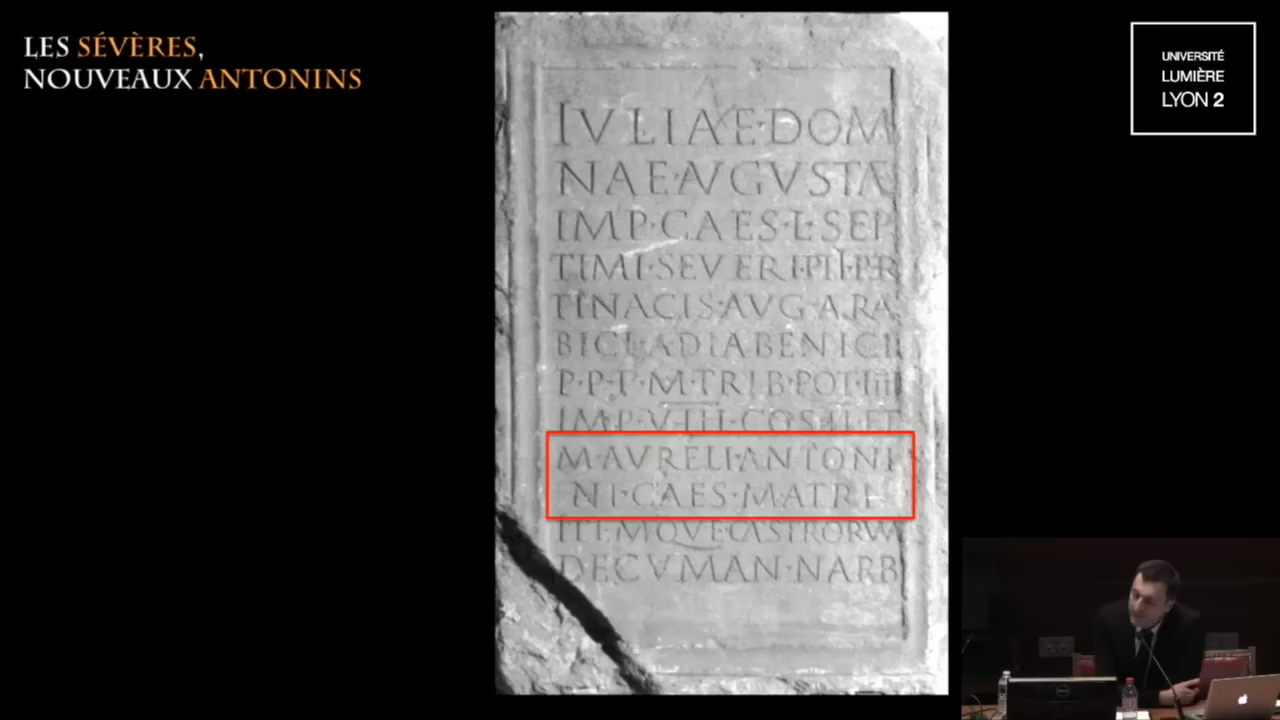 LES SÉVÈRES,
NOUVEAUX ANTONINS
UNIVERSITÉ
LUMIÈRE
LYON 2
IVLIAE·DOM
NAE·AVGVSTAE
IMP·CAES·L·SEP
TIMI·SEVERI·PII·PER
TINACIS·AVG·ARA
BICI·ADIABENICI
P·P·P·M·TRIB·POT·IIII
IMP·VIII·COS·II·ET
M·AVRELI·ANTONI
NI·CAES·MATRI
ITEMQVE·CASTRORVM
DECVMAN·NARB